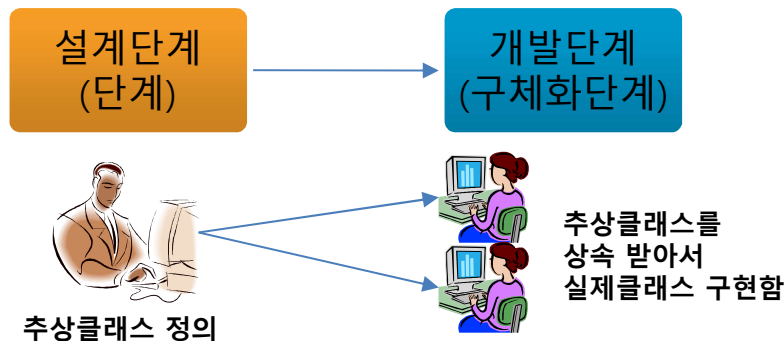 설계단계
(단계)
개발단계
(구체화단계)
추상클래스를
상속 받아서
실제클래스 구현함
추상클래스 정의